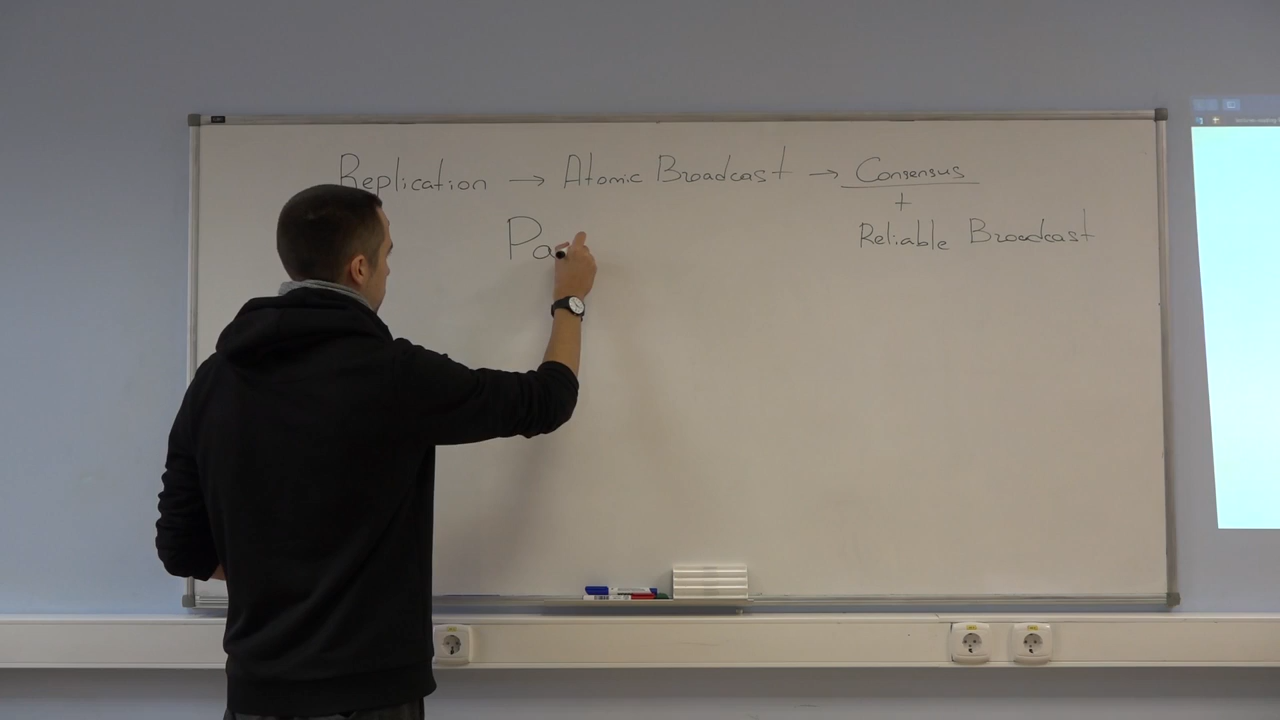 Replication → Atomic Broadcast → Consensus
+
Reliable Broadcast
Pa